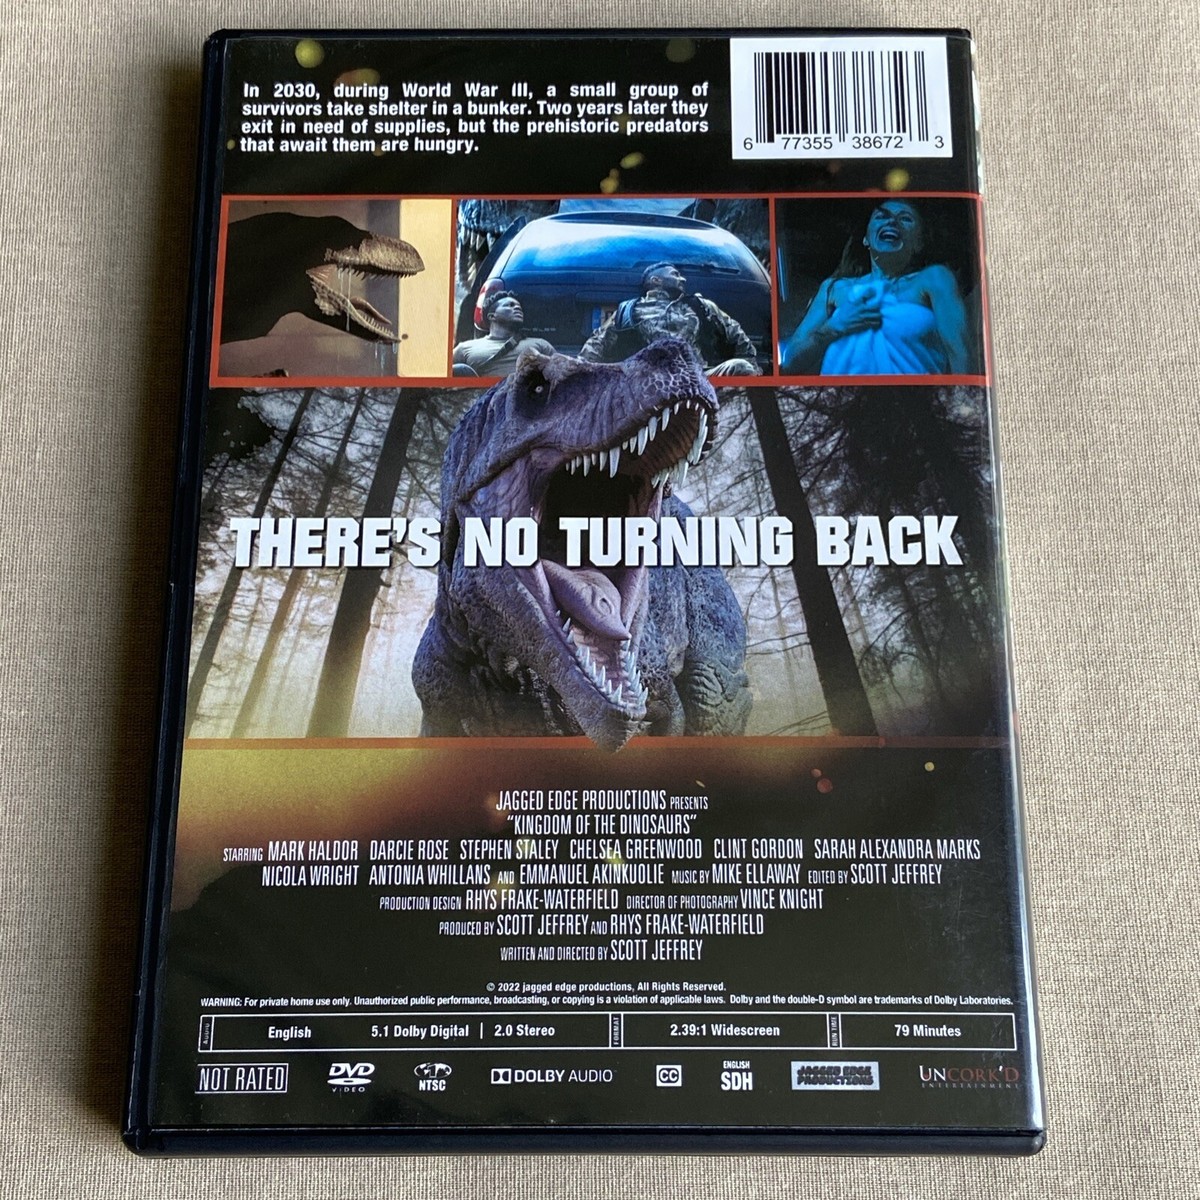 In 2030, during World War III, a small group of
survivors take shelter in a bunker. Two years later they
exit in need of supplies, but the prehistoric predators
that await them are hungry.
6 77355 38672 3
THERE'S NO TURNING BACK
JAGGED EDGE PRODUCTIONS PRESENTS
"KINGDOM OF THE DINOSAURS"
STARRING MARK HALDOR DARCIE ROSE STEPHEN STALEY CHELSEA GREENWOOD CLINT GORDON SARAH ALEXANDRA MARKS
NICOLA WRIGHT ANTONIA WHILLANS AND EMMANUEL AKINKUOLIE MUSIC BY MIKE ELLAWAY EDITED BY SCOTT JEFFREY
PRODUCTION DESIGN RHYS FRAKE-WATERFIELD DIRECTOR OF PHOTOGRAPHY VINCE KNIGHT
PRODUCED BY SCOTT JEFFREY AND RHYS FRAKE-WATERFIELD
WRITTEN AND DIRECTED BY SCOTT JEFFREY
© 2022 jagged edge productions, All Rights Reserved.
WARNING: For private home use only. Unauthorized public performance, broadcasting, or copying is a violation of applicable laws. Dolby and the double-D symbol are trademarks of Dolby Laboratories.
AUDIO English 5.1 Dolby Digital | 2.0 Stereo FORMAT 2.39:1 Widescreen RUN TIME 79 Minutes
NOT RATED DVD VIDEO NTSC DOLBY AUDIO CC ENGLISH SDH JAGGED EDGE PRODUCTIONS UNCORK'D ENTERTAINMENT